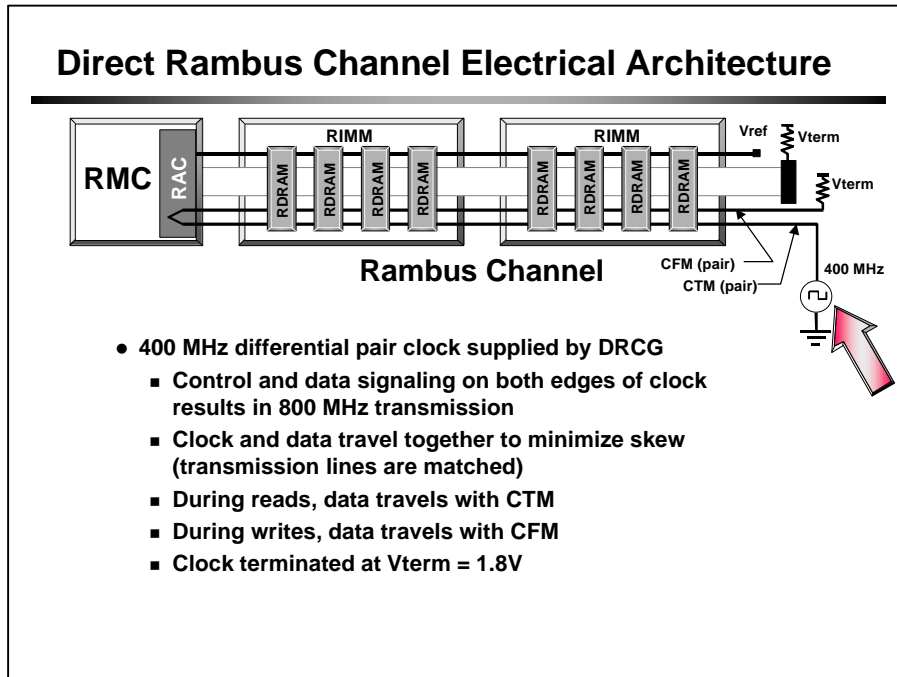 Direct Rambus Channel Electrical Architecture
RMC
RAC
RIMM
RDRAM
RDRAM
RDRAM
RDRAM
RIMM
RDRAM
RDRAM
RDRAM
RDRAM
Vref
Vterm
Vterm
Rambus Channel
CFM (pair)
CTM (pair)
400 MHz
● 400 MHz differential pair clock supplied by DRCG
■ Control and data signaling on both edges of clock
results in 800 MHz transmission
■ Clock and data travel together to minimize skew
(transmission lines are matched)
■ During reads, data travels with CTM
■ During writes, data travels with CFM
■ Clock terminated at Vterm = 1.8V